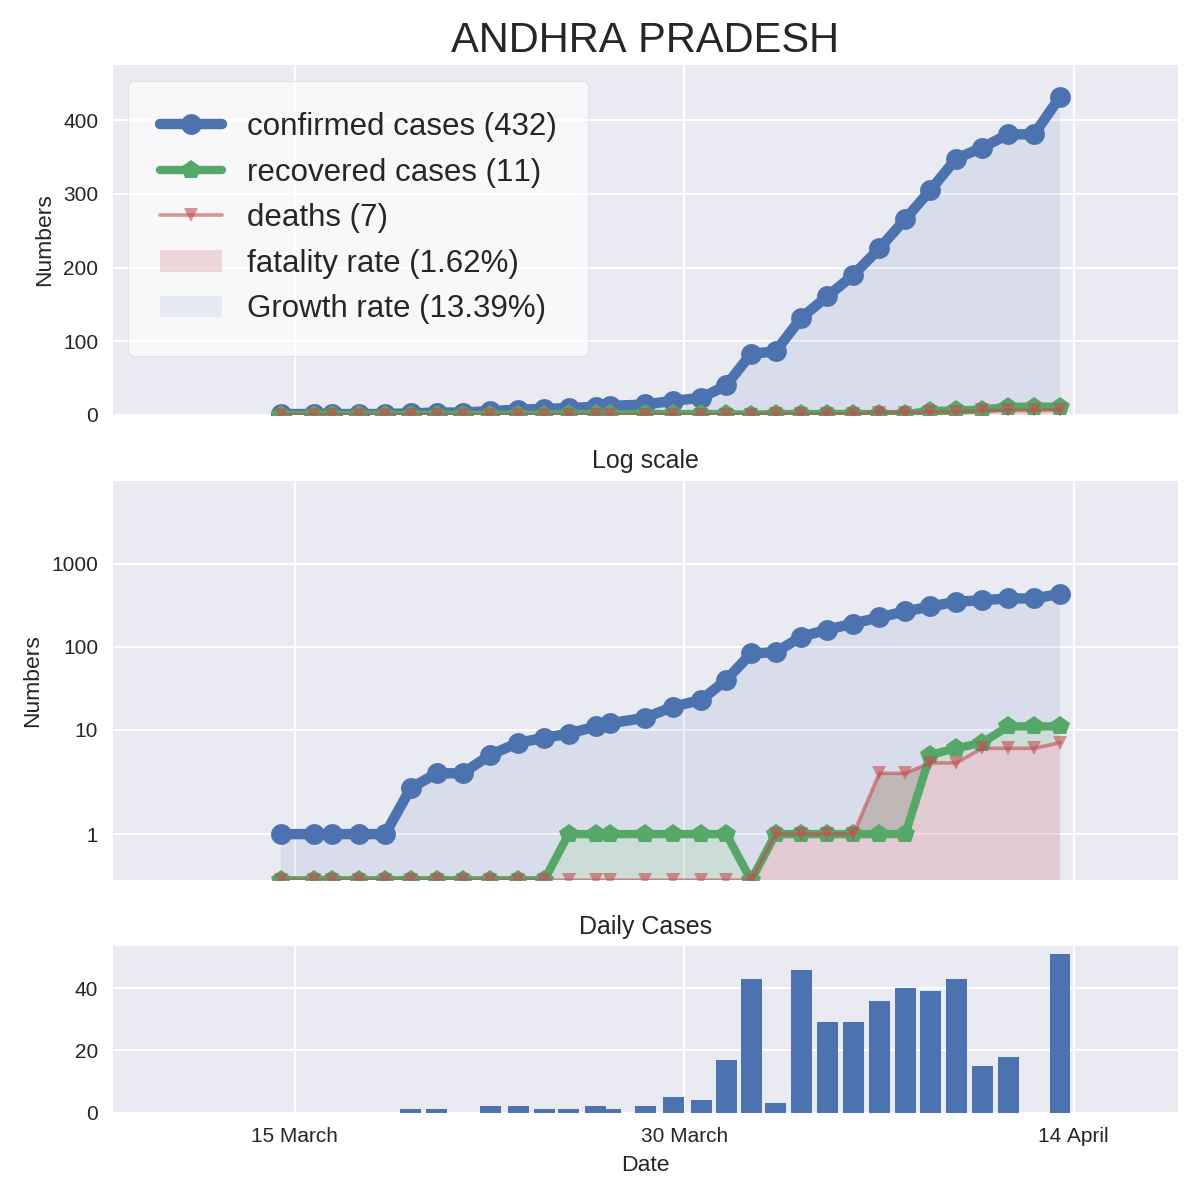 ANDHRA PRADESH
400
300
200
100
0
Numbers
confirmed cases (432)
recovered cases (11)
deaths (7)
fatality rate (1.62%)
Growth rate (13.39%)
Log scale
1000
100
10
1
Numbers
Daily Cases
40
20
0
15 March
30 March
14 April
Date